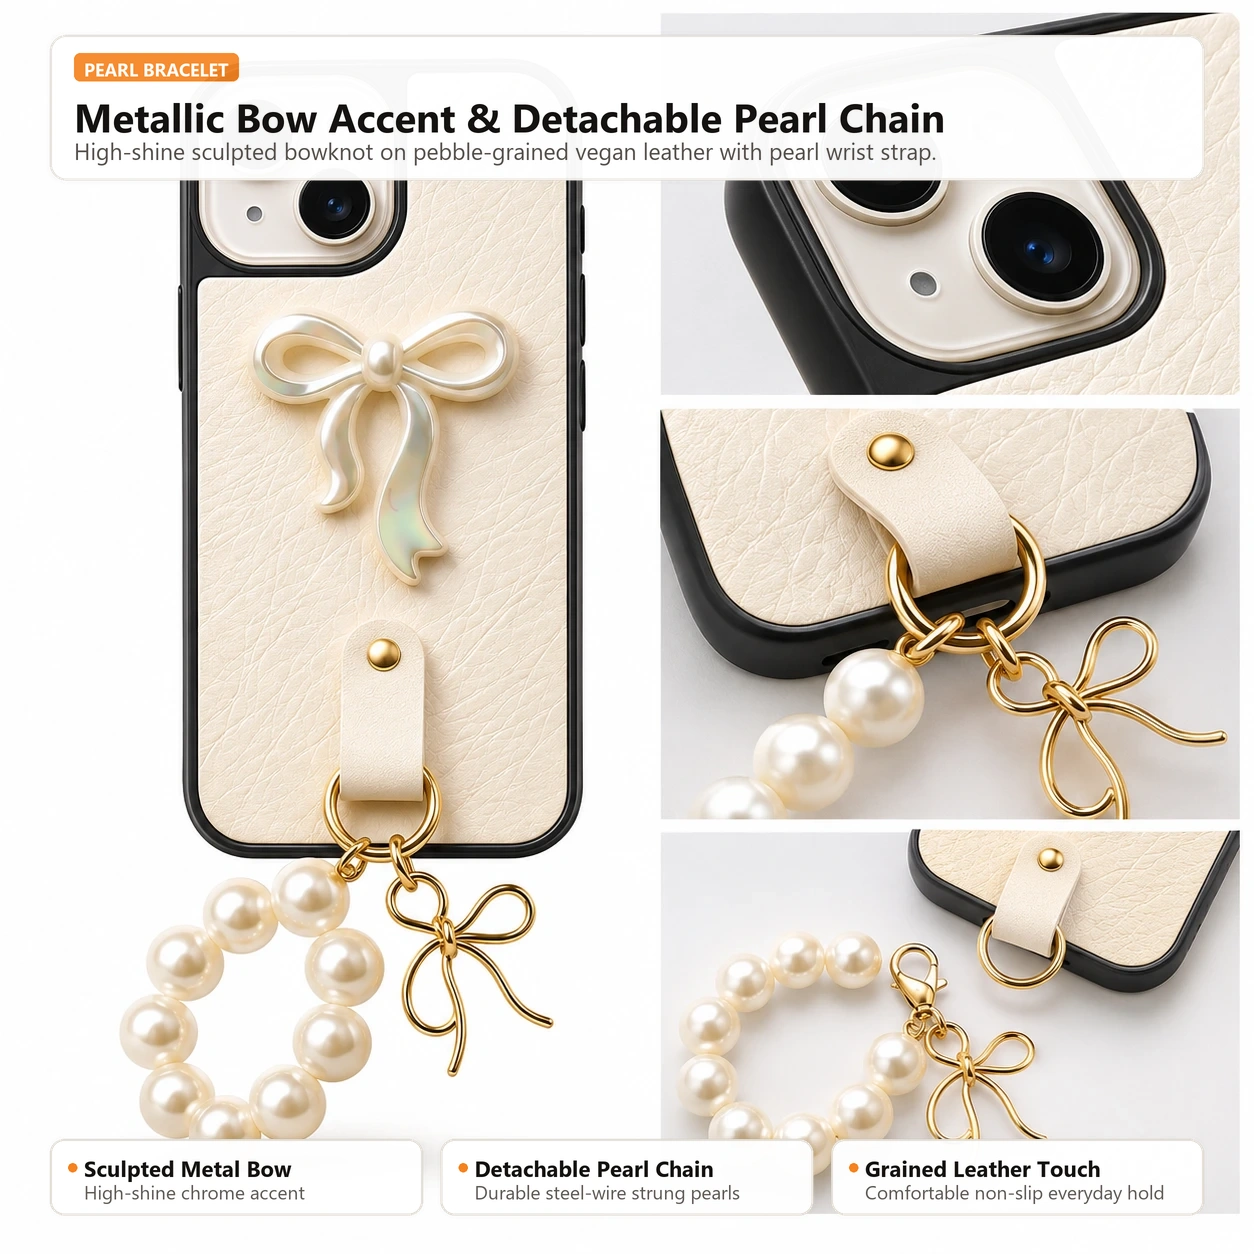 PEARL BRACELET
Metallic Bow Accent & Detachable Pearl Chain
High-shine sculpted bowknot on pebble-grained vegan leather with pearl wrist strap.
Sculpted Metal Bow
High-shine chrome accent
Detachable Pearl Chain
Durable steel-wire strung pearls
Grained Leather Touch
Comfortable non-slip everyday hold